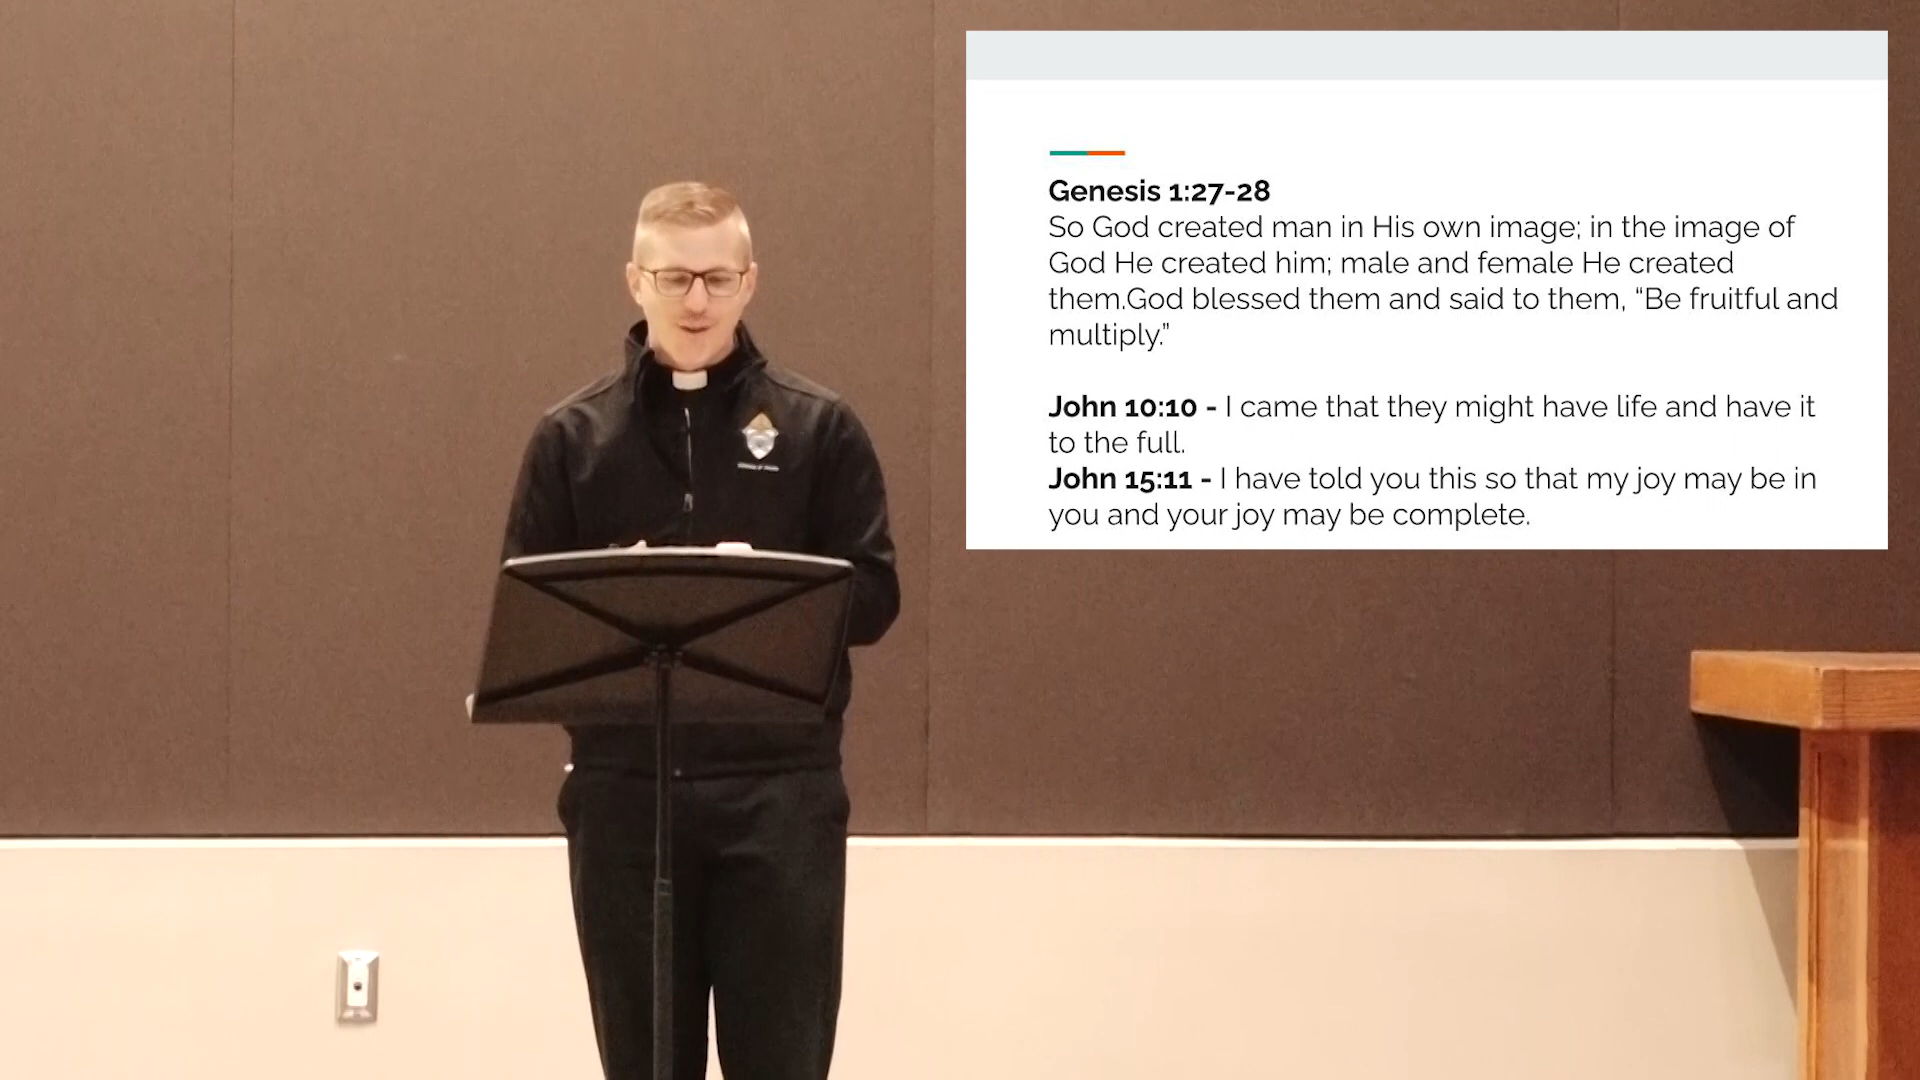 Genesis 1:27-28
So God created man in His own image; in the image of
God He created him; male and female He created
them.God blessed them and said to them, “Be fruitful and
multiply.”
John 10:10 - I came that they might have life and have it
to the full.
John 15:11 - I have told you this so that my joy may be in
you and your joy may be complete.